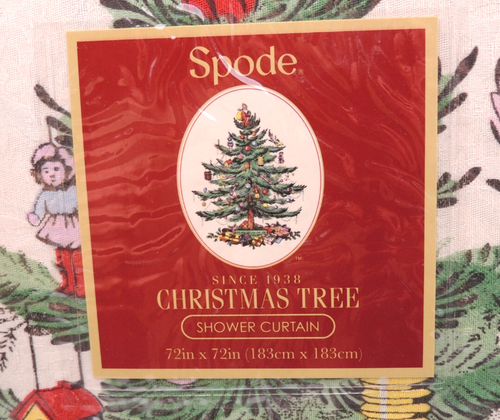 Spode
SINCE 1938
CHRISTMAS TREE
SHOWER CURTAIN
72in x 72in (183cm x 183cm)